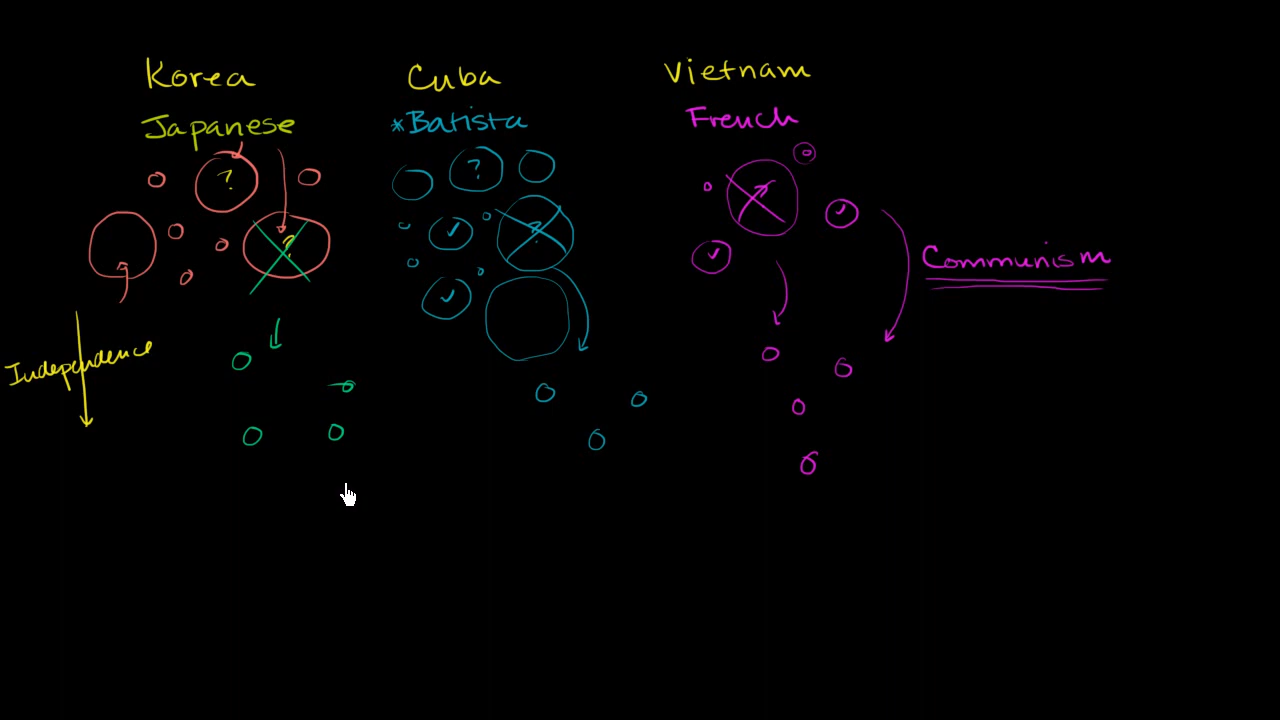 Korea
Cuba
Vietnam
Japanese
*Batista
French
?
?
?
?
Communism
Independence